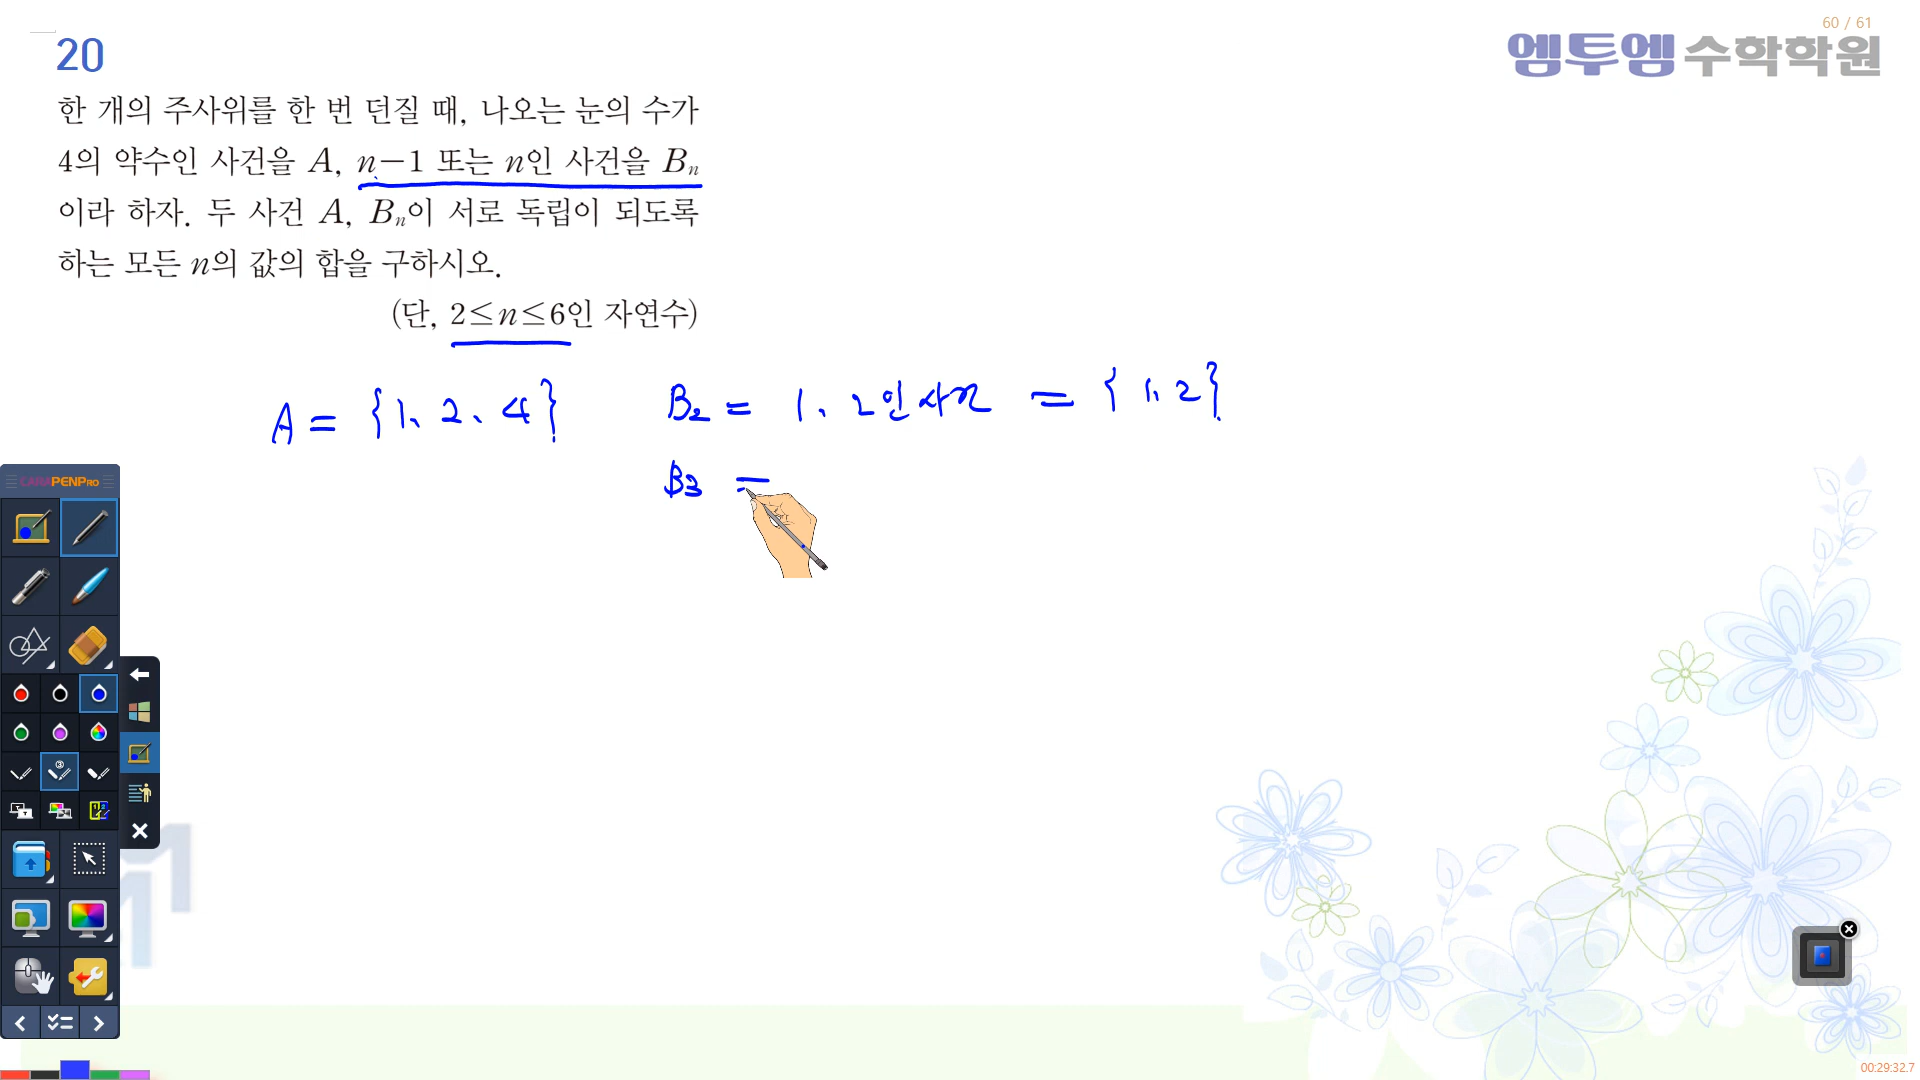 60 / 61
엠투엠수학학원
20
한 개의 주사위를 한 번 던질 때, 나오는 눈의 수가
4의 약수인 사건을 A, n−1 또는 n인 사건을 Bₙ
이라 하자. 두 사건 A, Bₙ이 서로 독립이 되도록
하는 모든 n의 값의 합을 구하시오.
(단, 2≤n≤6인 자연수)
A = {1, 2, 4}
B₂ = 1, 2인 사건 = {1, 2}
B₃ =
CAMAPENPRO
00:29:32.7